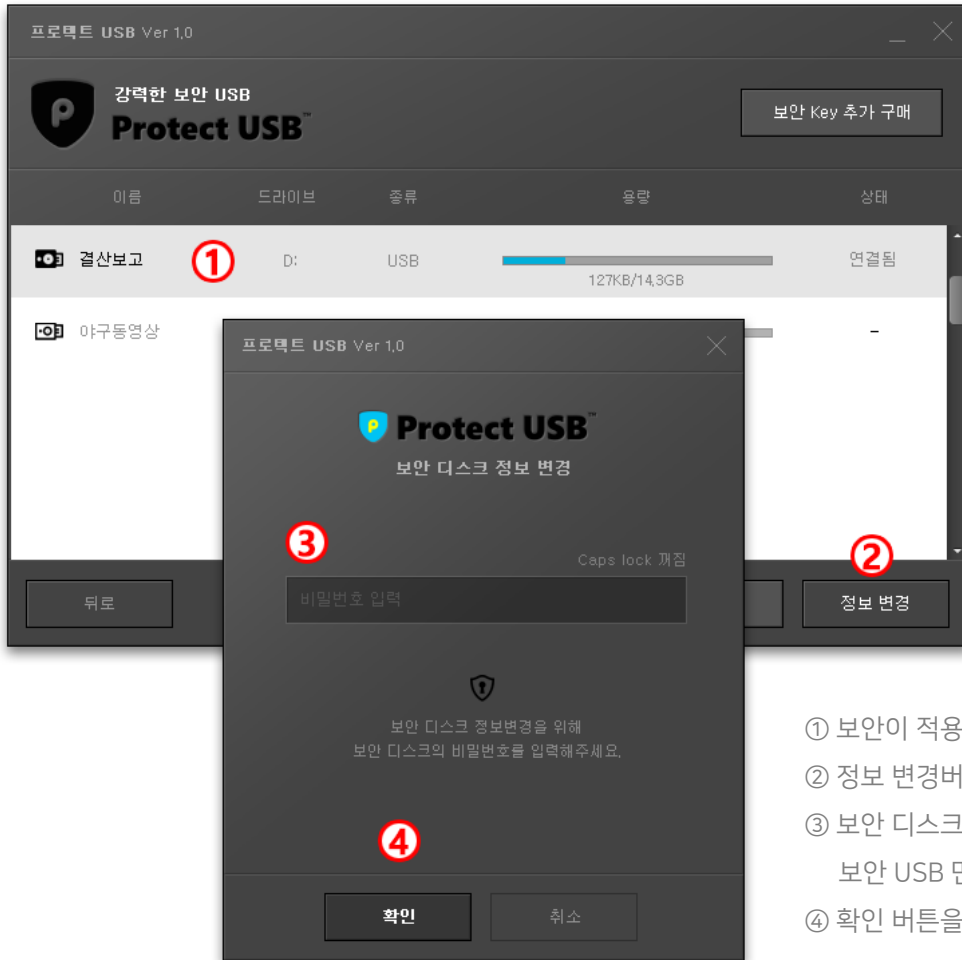 프로텍트 USB Ver 1.0
강력한 보안 USB
Protect USB™
보안 Key 추가 구매
이름 드라이브 종류 용량 상태
결산보고 ① D: USB 127KB/14.3GB 연결됨
야구동영상 -
프로텍트 USB Ver 1.0
Protect USB™
보안 디스크 정보 변경
③
Caps lock 꺼짐
비밀번호 입력
②
뒤로
정보 변경
보안 디스크 정보변경을 위해
보안 디스크의 비밀번호를 입력해주세요.
④
확인 취소
① 보안이 적용
② 정보 변경버
③ 보안 디스크
보안 USB
④ 확인 버튼을